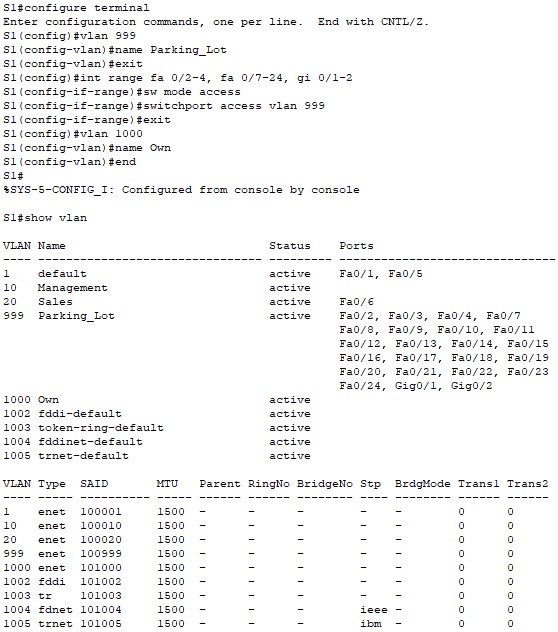 S1#configure terminal
Enter configuration commands, one per line.  End with CNTL/Z.
S1(config)#vlan 999
S1(config-vlan)#name Parking_Lot
S1(config-vlan)#exit
S1(config)#int range fa 0/2-4, fa 0/7-24, gi 0/1-2
S1(config-if-range)#sw mode access
S1(config-if-range)#switchport access vlan 999
S1(config-if-range)#exit
S1(config)#vlan 1000
S1(config-vlan)#name Own
S1(config-vlan)#end
S1#
%SYS-5-CONFIG_I: Configured from console by console
S1#show vlan
VLAN Name                             Status    Ports
---- -------------------------------- --------- -------------------------------
1    default                          active    Fa0/1, Fa0/5
10   Management                       active
20   Sales                            active    Fa0/6
999  Parking_Lot                      active    Fa0/2, Fa0/3, Fa0/4, Fa0/7
                                                Fa0/8, Fa0/9, Fa0/10, Fa0/11
                                                Fa0/12, Fa0/13, Fa0/14, Fa0/15
                                                Fa0/16, Fa0/17, Fa0/18, Fa0/19
                                                Fa0/20, Fa0/21, Fa0/22, Fa0/23
                                                Fa0/24, Gig0/1, Gig0/2
1000 Own                              active
1002 fddi-default                     active
1003 token-ring-default               active
1004 fddinet-default                  active
1005 trnet-default                    active
VLAN Type  SAID       MTU   Parent RingNo BridgeNo Stp  BrdgMode Trans1 Trans2
---- ----- ---------- ----- ------ ------ -------- ---- -------- ------ ------
1    enet  100001     1500  -      -      -        -    -        0      0
10   enet  100010     1500  -      -      -        -    -        0      0
20   enet  100020     1500  -      -      -        -    -        0      0
999  enet  100999     1500  -      -      -        -    -        0      0
1000 enet  101000     1500  -      -      -        -    -        0      0
1002 fddi  101002     1500  -      -      -        -    -        0      0
1003 tr    101003     1500  -      -      -        -    -        0      0
1004 fdnet 101004     1500  -      -      -        ieee -        0      0
1005 trnet 101005     1500  -      -      -        ibm  -        0      0